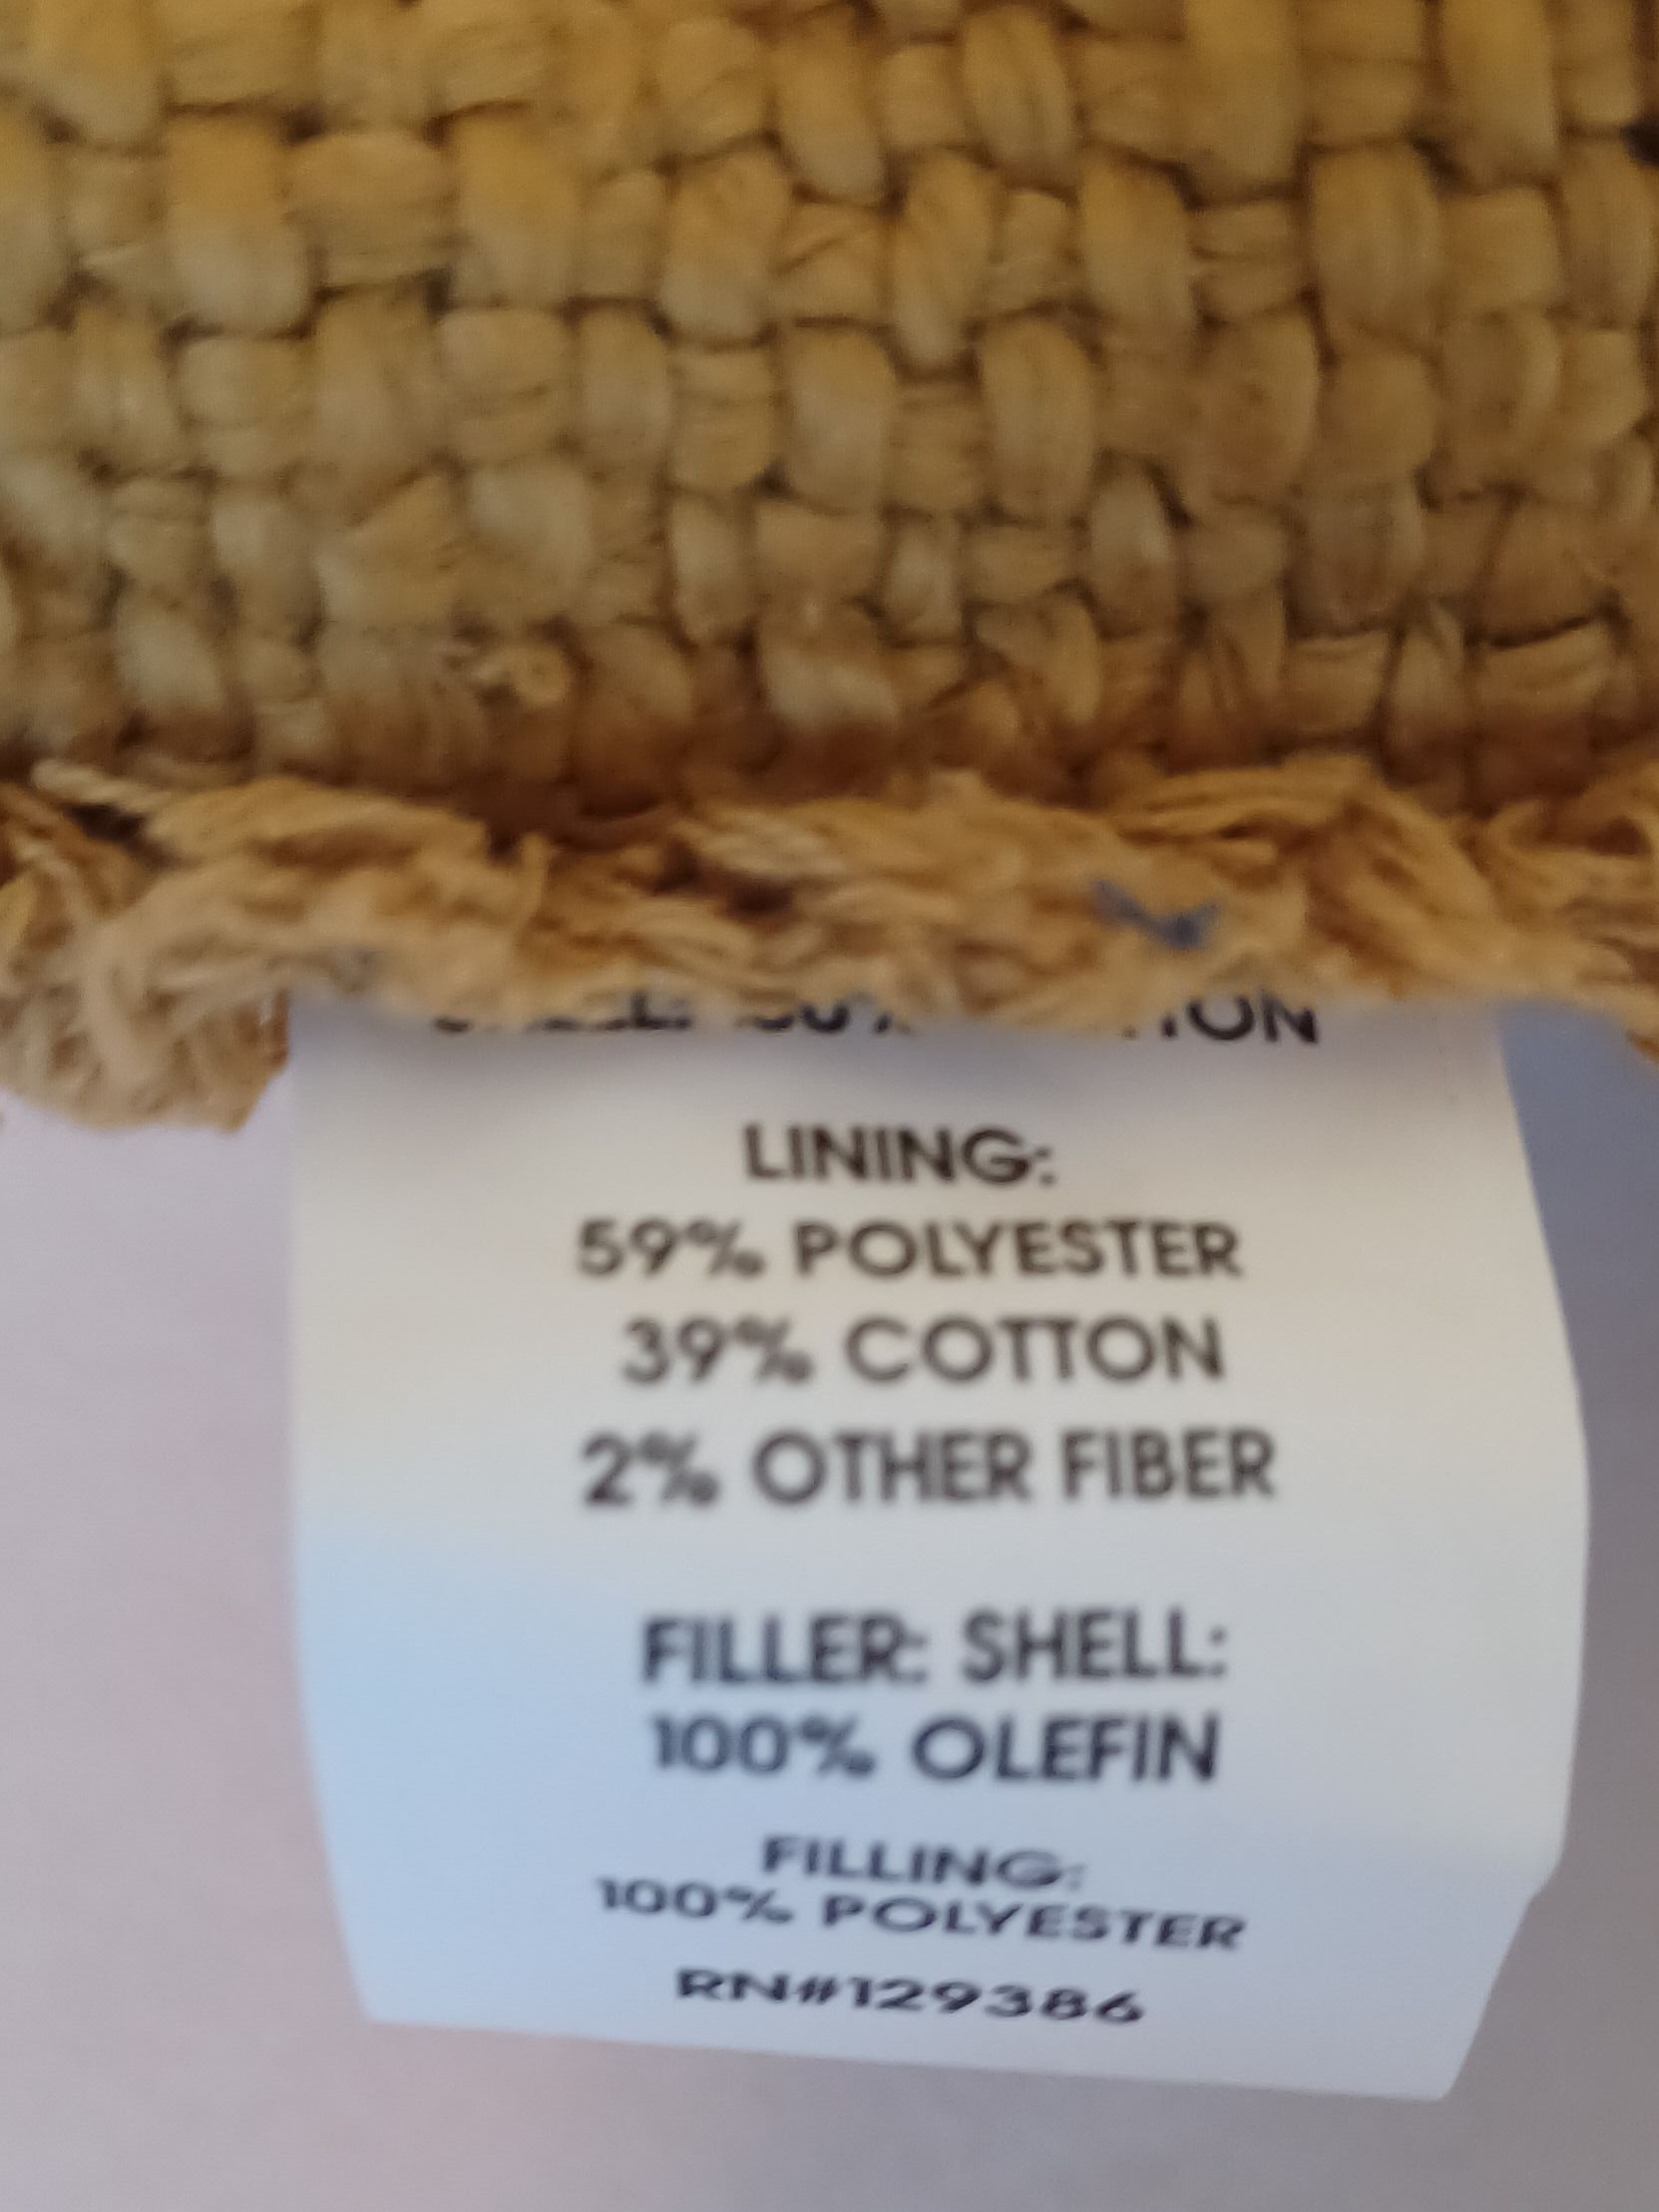 LINING:
59% POLYESTER
39% COTTON
2% OTHER FIBER
FILLER: SHELL:
100% OLEFIN
FILLING:
100% POLYESTER
RN#129386